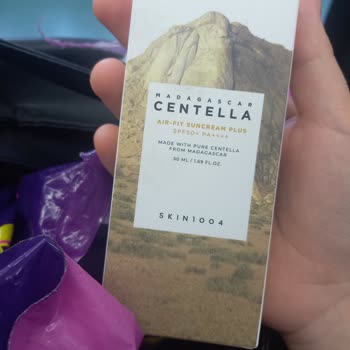 MADAGASCAR
CENTELLA
AIR-FIT SUNCREAM PLUS
SPF50+ PA++++
MADE WITH PURE CENTELLA
FROM MADAGASCAR
50 ML / 1.69 FL.OZ.
SKIN1004